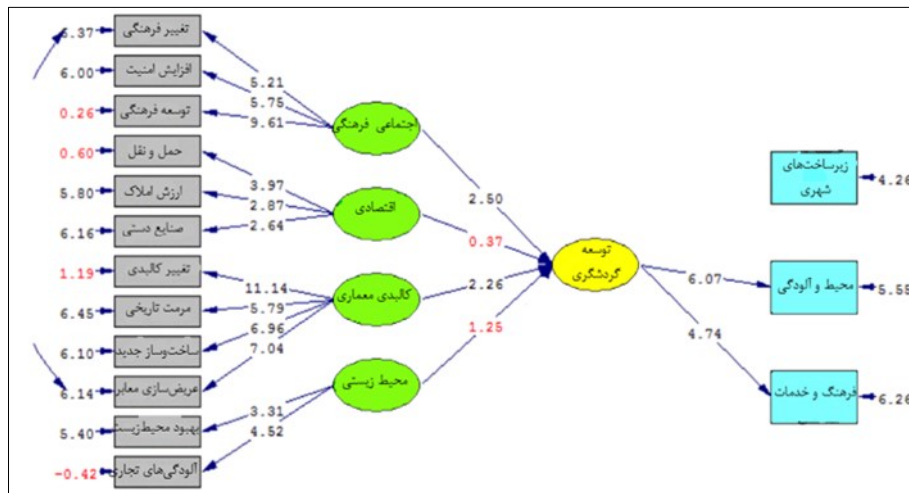 5.37
تغییر فرهنگی
6.00
افزایش امنیت
0.26
توسعه فرهنگی
0.60
حمل و نقل
5.80
ارزش املاک
6.16
صنایع دستی
1.19
تغییر کالبدی
6.45
مرمت تاریخی
6.10
ساخت‌وساز جدید
6.14
عریض‌سازی معابر
5.40
بهبود محیط‌زیست
-0.42
آلودگی‌های تجاری
5.21
5.75
9.61
3.97
2.87
2.64
11.14
5.79
6.96
7.04
3.31
4.52
اجتماعی فرهنگی
اقتصادی
کالبدی معماری
محیط زیستی
2.50
0.37
2.26
1.25
توسعه
گردشگری
6.07
4.74
زیرساخت‌های
شهری
4.26
محیط و آلودگی
5.55
فرهنگ و خدمات
6.26